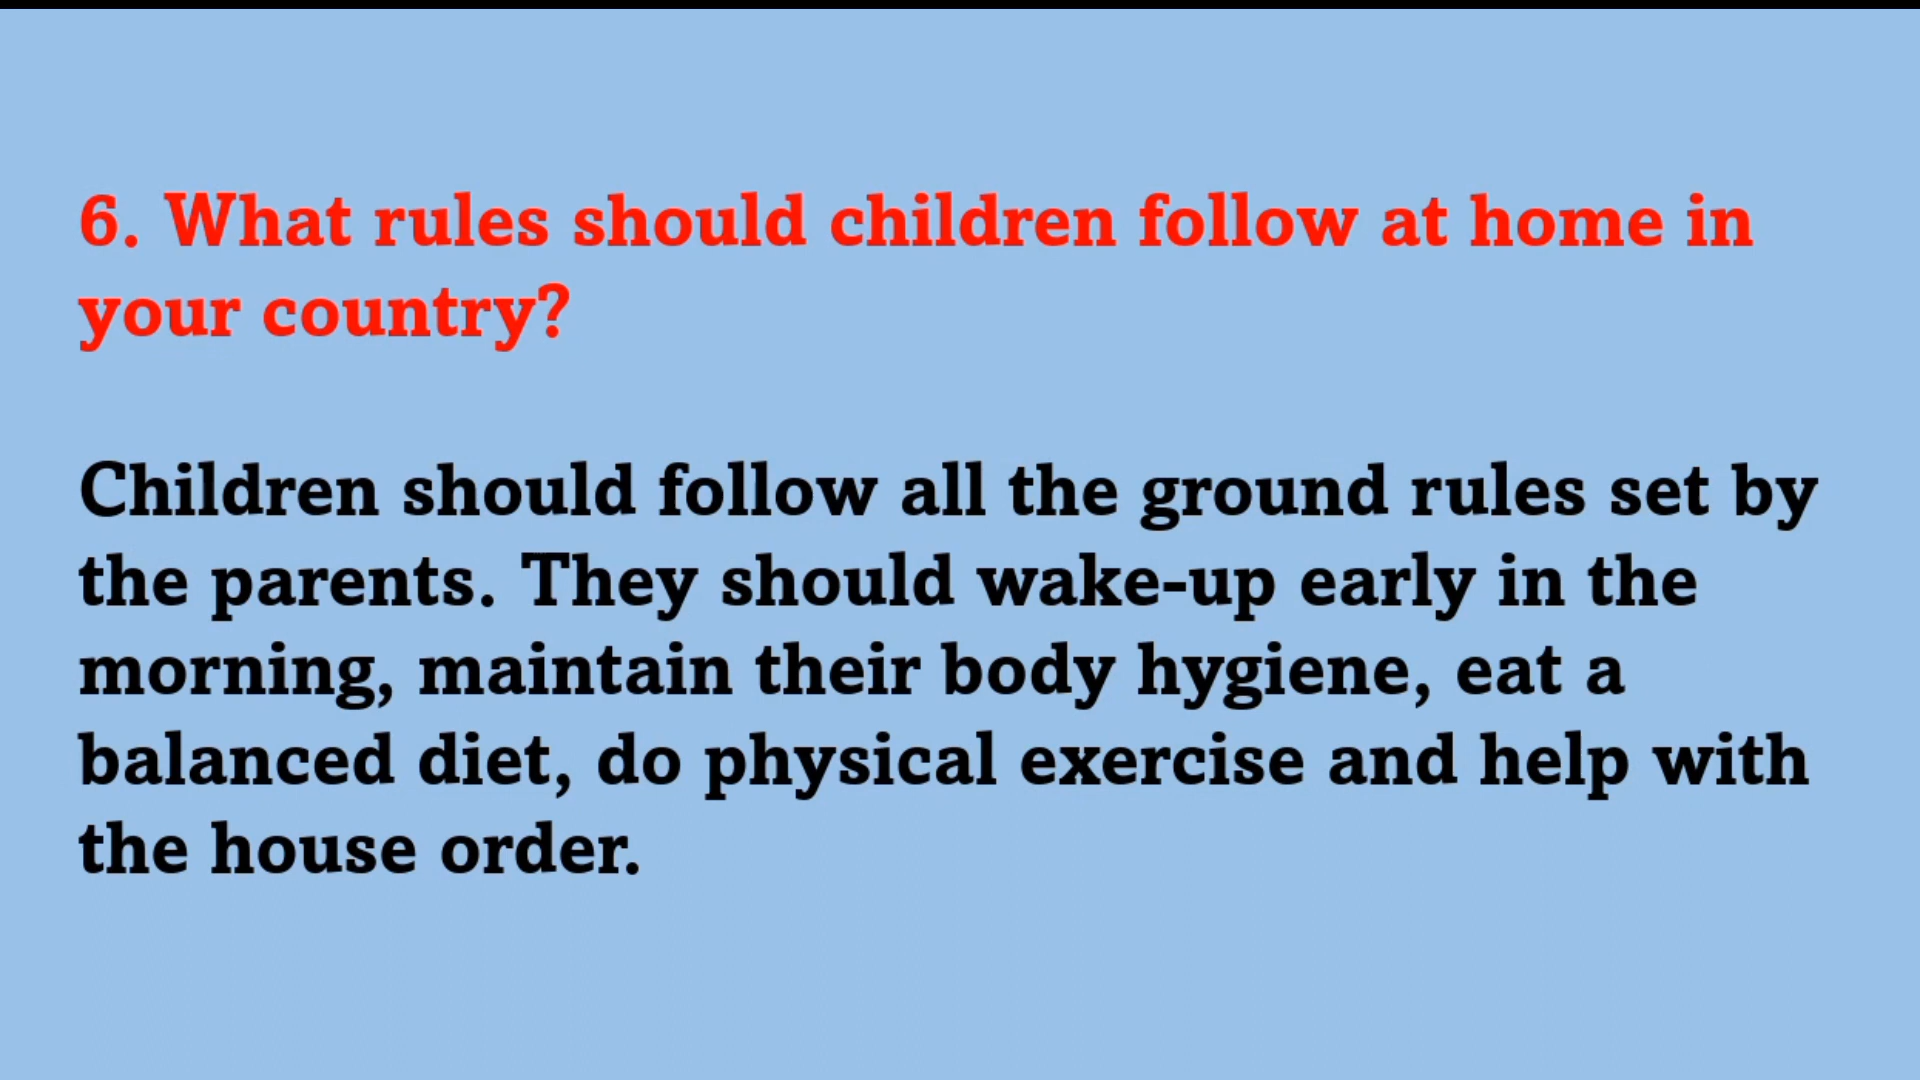 6. What rules should children follow at home in
your country?
Children should follow all the ground rules set by
the parents. They should wake-up early in the
morning, maintain their body hygiene, eat a
balanced diet, do physical exercise and help with
the house order.